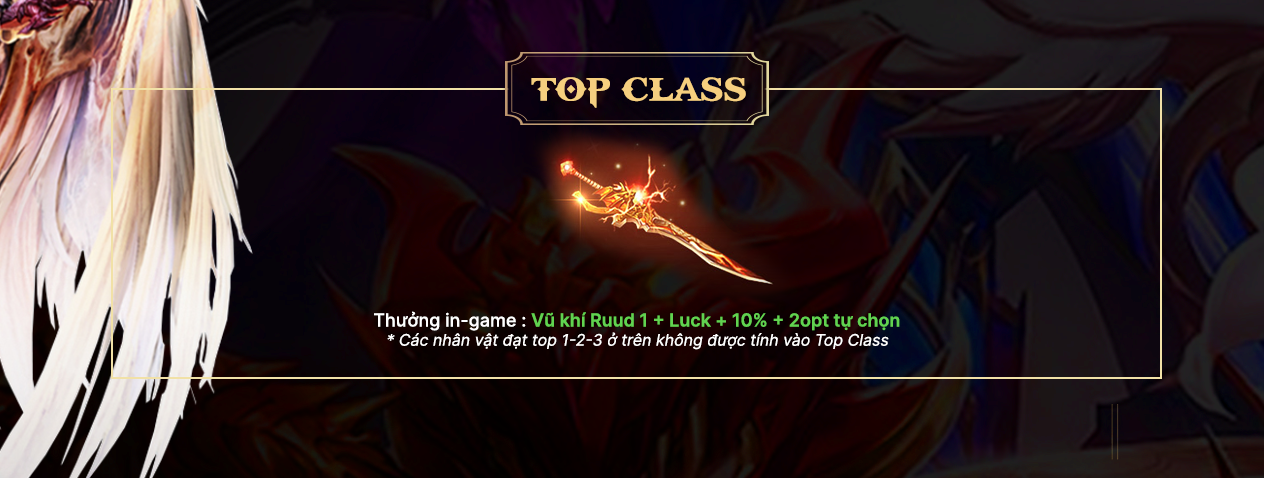 TOP CLASS
Thưởng in-game : Vũ khí Ruud 1 + Luck + 10% + 2opt tự chọn
* Các nhân vật đạt top 1-2-3 ở trên không được tính vào Top Class